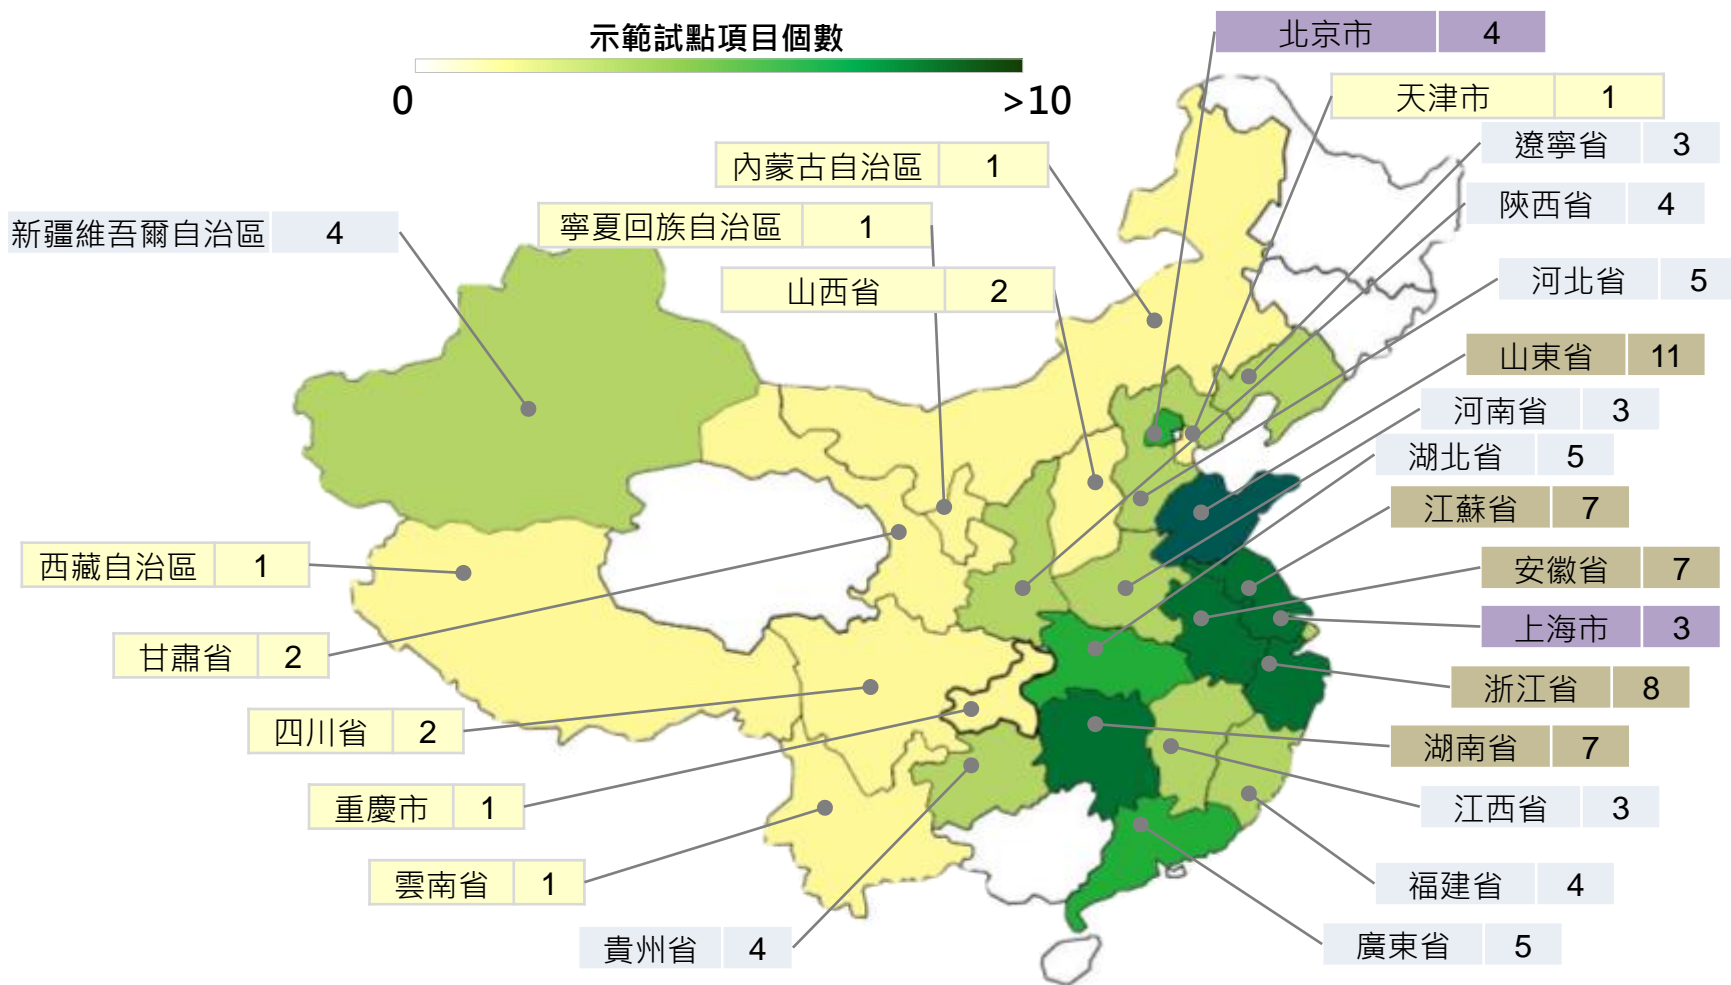 示範試點項目個數
0 >10
北京市 4
天津市 1
遼寧省 3
內蒙古自治區 1
陝西省 4
寧夏回族自治區 1
新疆維吾爾自治區 4
河北省 5
山西省 2
山東省 11
河南省 3
湖北省 5
江蘇省 7
西藏自治區 1
安徽省 7
上海市 3
甘肅省 2
浙江省 8
四川省 2
湖南省 7
重慶市 1
江西省 3
雲南省 1
福建省 4
貴州省 4
廣東省 5